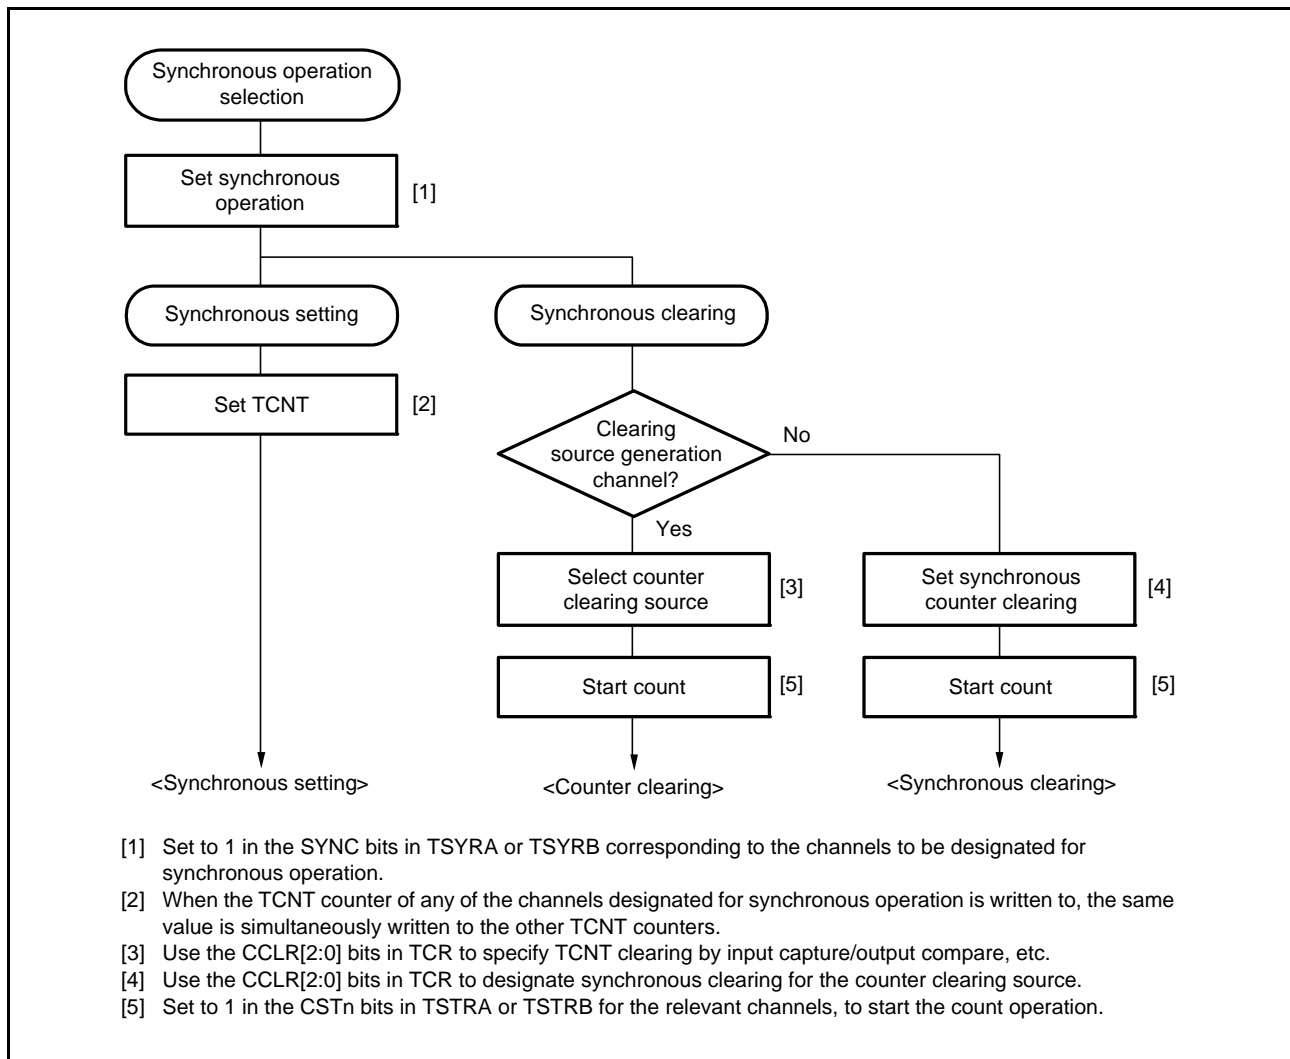 Synchronous operation
selection
Set synchronous
operation
[1]
Synchronous setting
Synchronous clearing
Set TCNT
[2]
Clearing
source generation
channel?
No
Yes
Select counter
clearing source
[3]
Set synchronous
counter clearing
[4]
Start count
[5]
Start count
[5]
<Synchronous setting>
<Counter clearing>
<Synchronous clearing>
[1] Set to 1 in the SYNC bits in TSYRA or TSYRB corresponding to the channels to be designated for
synchronous operation.
[2] When the TCNT counter of any of the channels designated for synchronous operation is written to, the same
value is simultaneously written to the other TCNT counters.
[3] Use the CCLR[2:0] bits in TCR to specify TCNT clearing by input capture/output compare, etc.
[4] Use the CCLR[2:0] bits in TCR to designate synchronous clearing for the counter clearing source.
[5] Set to 1 in the CSTn bits in TSTRA or TSTRB for the relevant channels, to start the count operation.